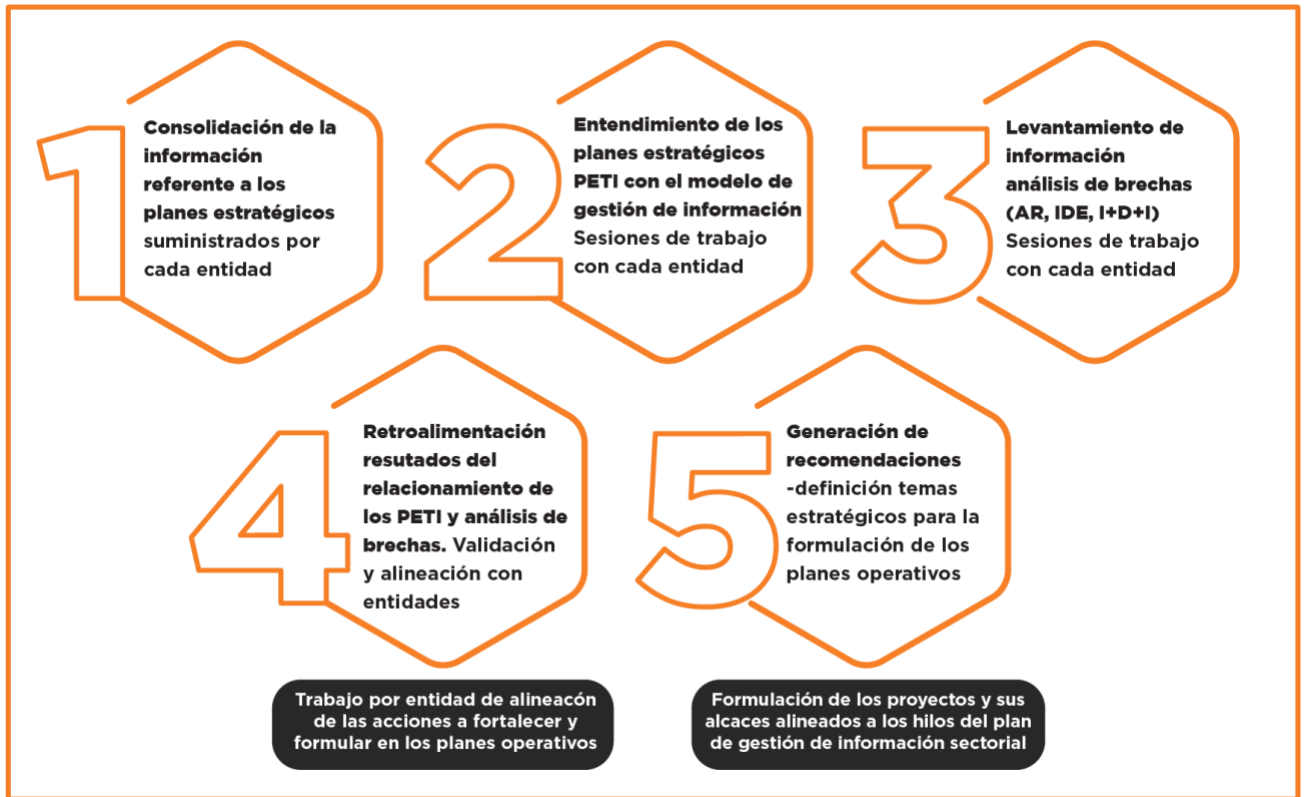 1
Consolidación de la
información
referente a los
planes estratégicos
suministrados por
cada entidad
2
Entendimiento de los
planes estratégicos
PETI con el modelo de
gestión de información
Sesiones de trabajo
con cada entidad
3
Levantamiento de
información
análisis de brechas
(AR, IDE, I+D+I)
Sesiones de trabajo
con cada entidad
4
Retroalimentación
resutados del
relacionamiento de
los PETI y análisis de
brechas. Validación
y alineación con
entidades
5
Generación de
recomendaciones
-definición temas
estratégicos para la
formulación de los
planes operativos
Trabajo por entidad de alineacón
de las acciones a fortalecer y
formular en los planes operativos
Formulación de los proyectos y sus
alcaces alineados a los hilos del plan
de gestión de información sectorial